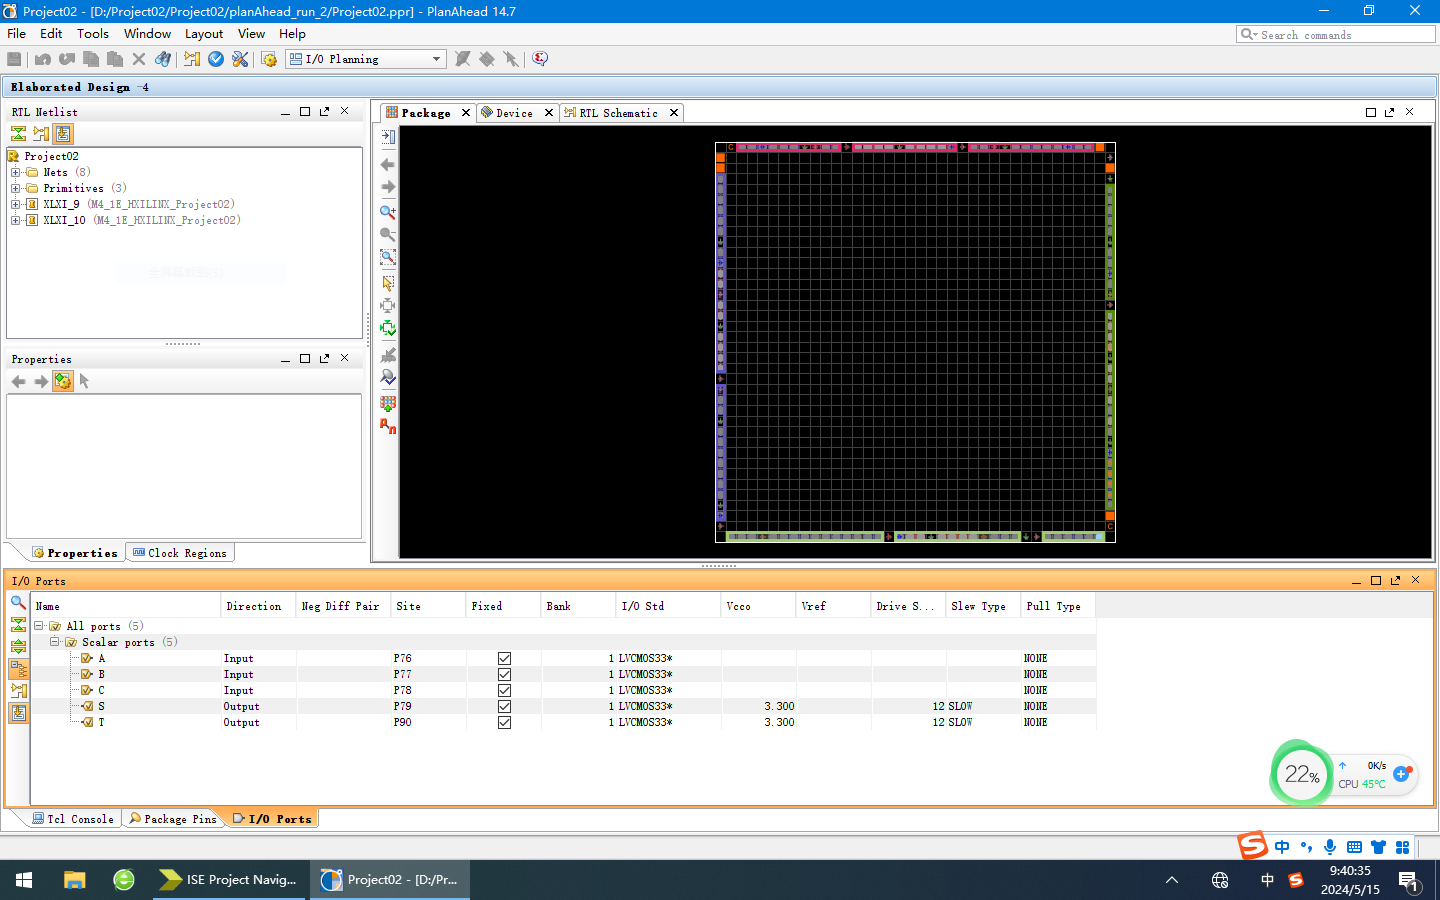 Project02 - [D:/Project02/Project02/planAhead_run_2/Project02.ppr] - PlanAhead 14.7
File Edit Tools Window Layout View Help
Search commands
I/O Planning
Elaborated Design -4
RTL Netlist
Project02
Nets (8)
Primitives (3)
XLXI_9 (M4_1E_HXILINX_Project02)
XLXI_10 (M4_1E_HXILINX_Project02)
Properties
Properties Clock Regions
Package Device RTL Schematic
I/O Ports
Name Direction Neg Diff Pair Site Fixed Bank I/O Std Vcco Vref Drive S... Slew Type Pull Type
All ports (5)
Scalar ports (5)
A Input P76 1 LVCMOS33* NONE
B Input P77 1 LVCMOS33* NONE
C Input P78 1 LVCMOS33* NONE
S Output P79 1 LVCMOS33* 3.300 12 SLOW NONE
T Output P90 1 LVCMOS33* 3.300 12 SLOW NONE
22%
0K/s
CPU 45°C
Tcl Console Package Pins I/O Ports
中
ISE Project Navig...
Project02 - [D:/Pr...
中
9:40:35
2024/5/15
1